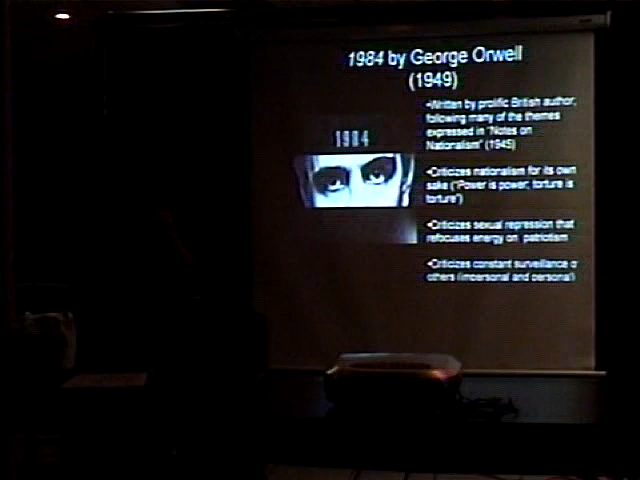 1984 by George Orwell
(1949)
•Written by prolific British author,
following many of the themes
expressed in "Notes on
Nationalism" (1945)
1984
•Criticizes nationalism for its own
sake ("Power is power; torture is
torture")
•Criticizes sexual repression that
refocuses energy on patriotism
•Criticizes constant surveillance o
others (impersonal and personal)